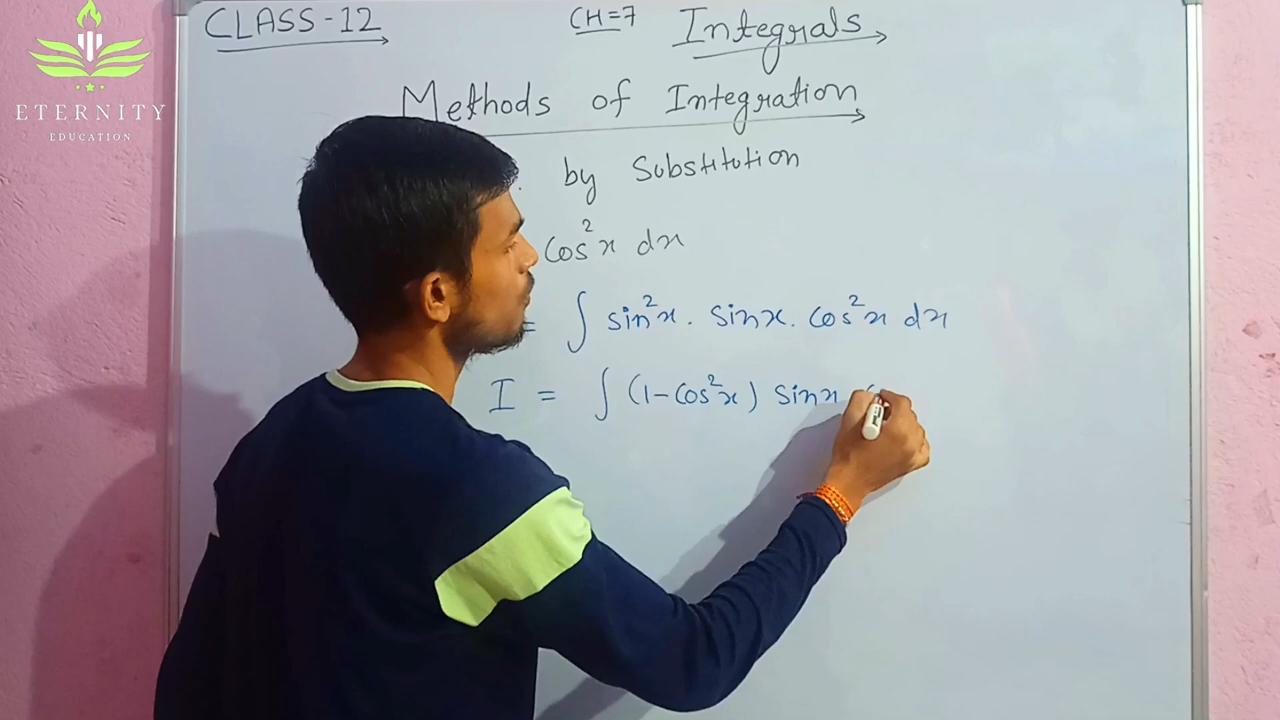 ETERNITY
EDUCATION
CLASS-12
CH=7 Integrals
Methods of Integration
by Substitution
cos²x dx
= ∫ sin²x. sinx. cos²x dx
I = ∫ (1-cos²x) sinx